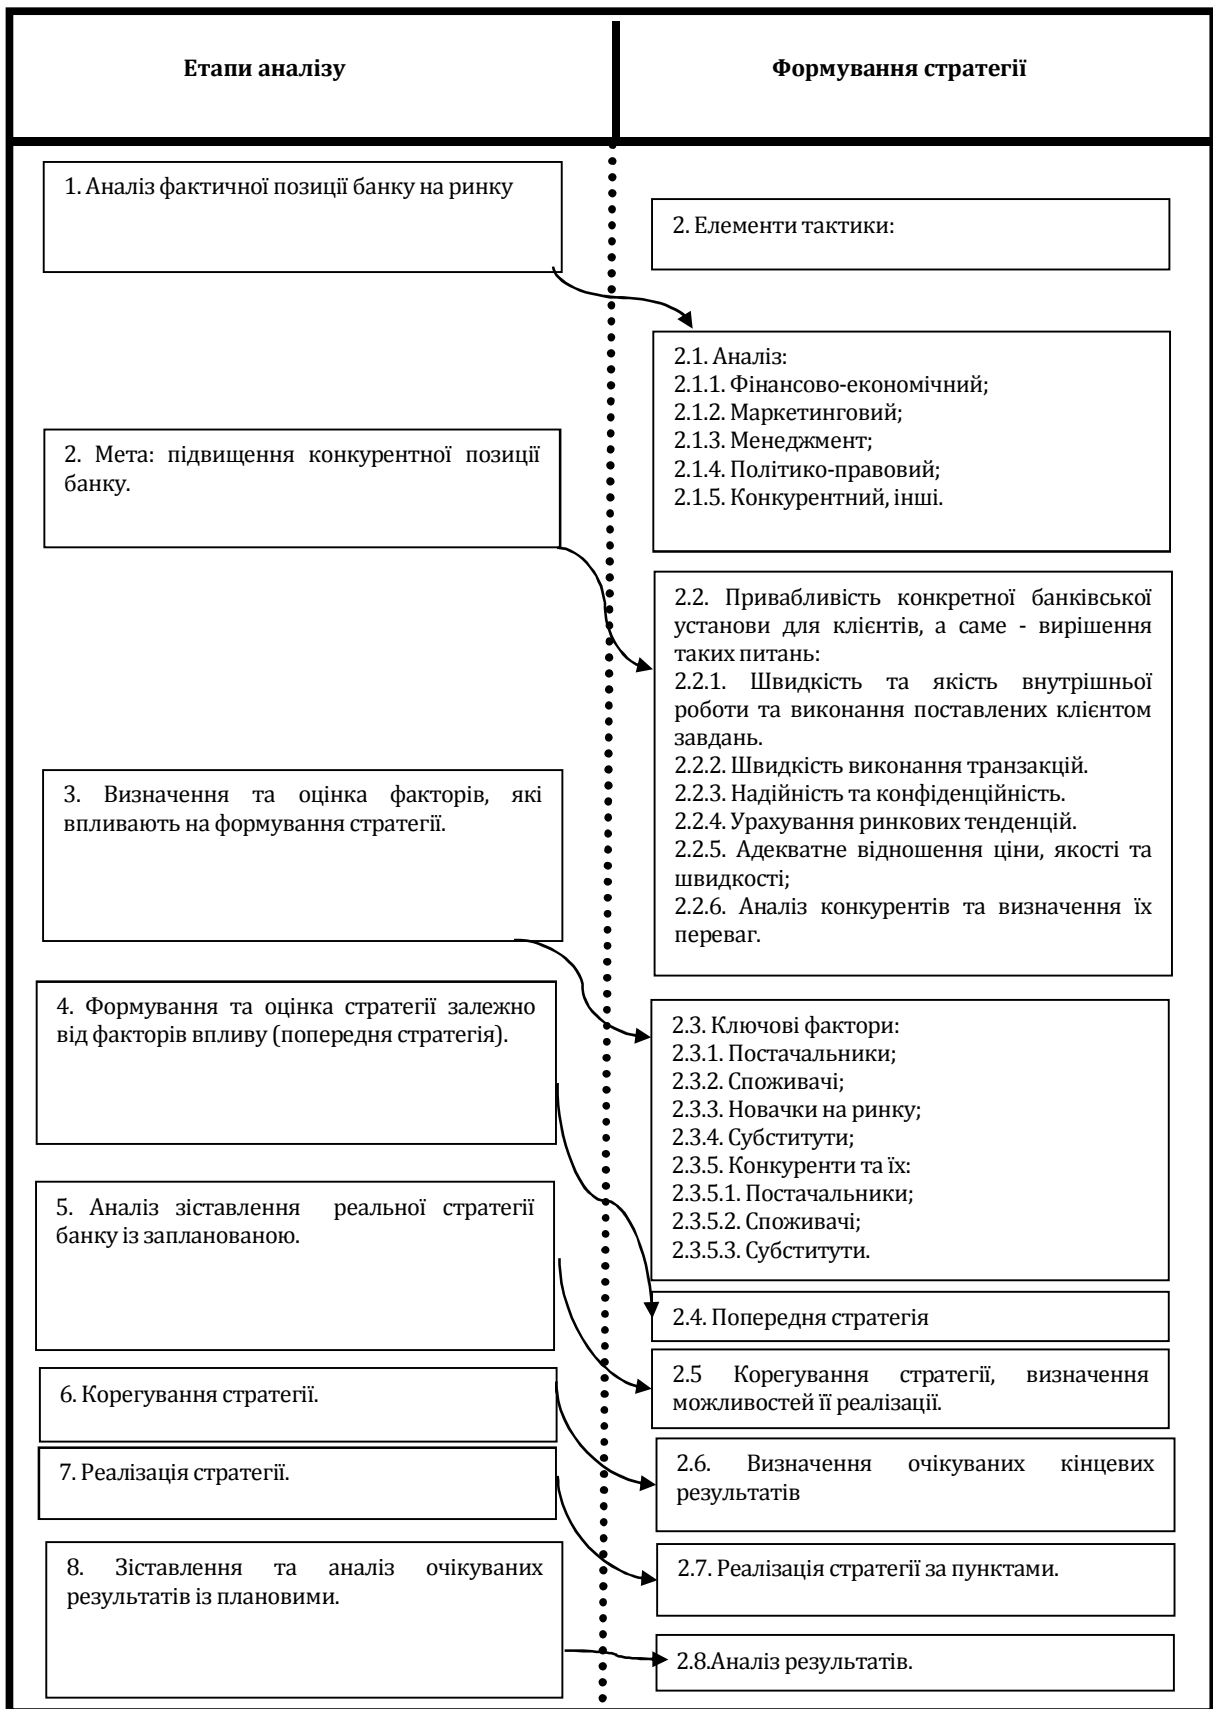 Етапи аналізу
Формування стратегії
1. Аналіз фактичної позиції банку на ринку
2. Мета: підвищення конкурентної позиції
банку.
3. Визначення та оцінка факторів, які
впливають на формування стратегії.
4. Формування та оцінка стратегії залежно
від факторів впливу (попередня стратегія).
5. Аналіз зіставлення реальної стратегії
банку із запланованою.
6. Корегування стратегії.
7. Реалізація стратегії.
8. Зіставлення та аналіз очікуваних
результатів із плановими.
2. Елементи тактики:
2.1. Аналіз:
2.1.1. Фінансово-економічний;
2.1.2. Маркетинговий;
2.1.3. Менеджмент;
2.1.4. Політико-правовий;
2.1.5. Конкурентний, інші.
2.2. Привабливість конкретної банківської
установи для клієнтів, а саме - вирішення
таких питань:
2.2.1. Швидкість та якість внутрішньої
роботи та виконання поставлених клієнтом
завдань.
2.2.2. Швидкість виконання транзакцій.
2.2.3. Надійність та конфіденційність.
2.2.4. Урахування ринкових тенденцій.
2.2.5. Адекватне відношення ціни, якості та
швидкості;
2.2.6. Аналіз конкурентів та визначення їх
переваг.
2.3. Ключові фактори:
2.3.1. Постачальники;
2.3.2. Споживачі;
2.3.3. Новачки на ринку;
2.3.4. Субститути;
2.3.5. Конкуренти та їх:
2.3.5.1. Постачальники;
2.3.5.2. Споживачі;
2.3.5.3. Субститути.
2.4. Попередня стратегія
2.5 Корегування стратегії, визначення
можливостей її реалізації.
2.6. Визначення очікуваних кінцевих
результатів
2.7. Реалізація стратегії за пунктами.
2.8.Аналіз результатів.